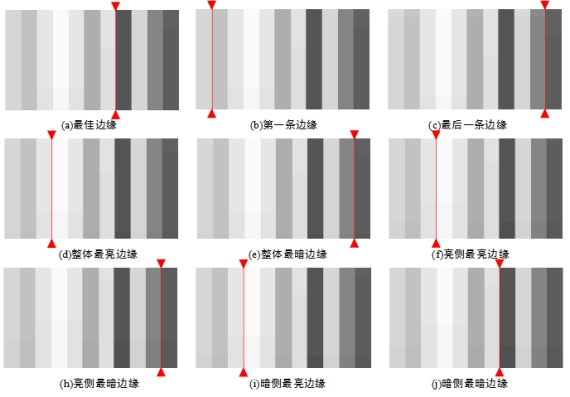 (a)最佳边缘
(b)第一条边缘
(c)最后一条边缘
(d)整体最亮边缘
(e)整体最暗边缘
(f)亮侧最亮边缘
(h)亮侧最暗边缘
(i)暗侧最亮边缘
(j)暗侧最暗边缘